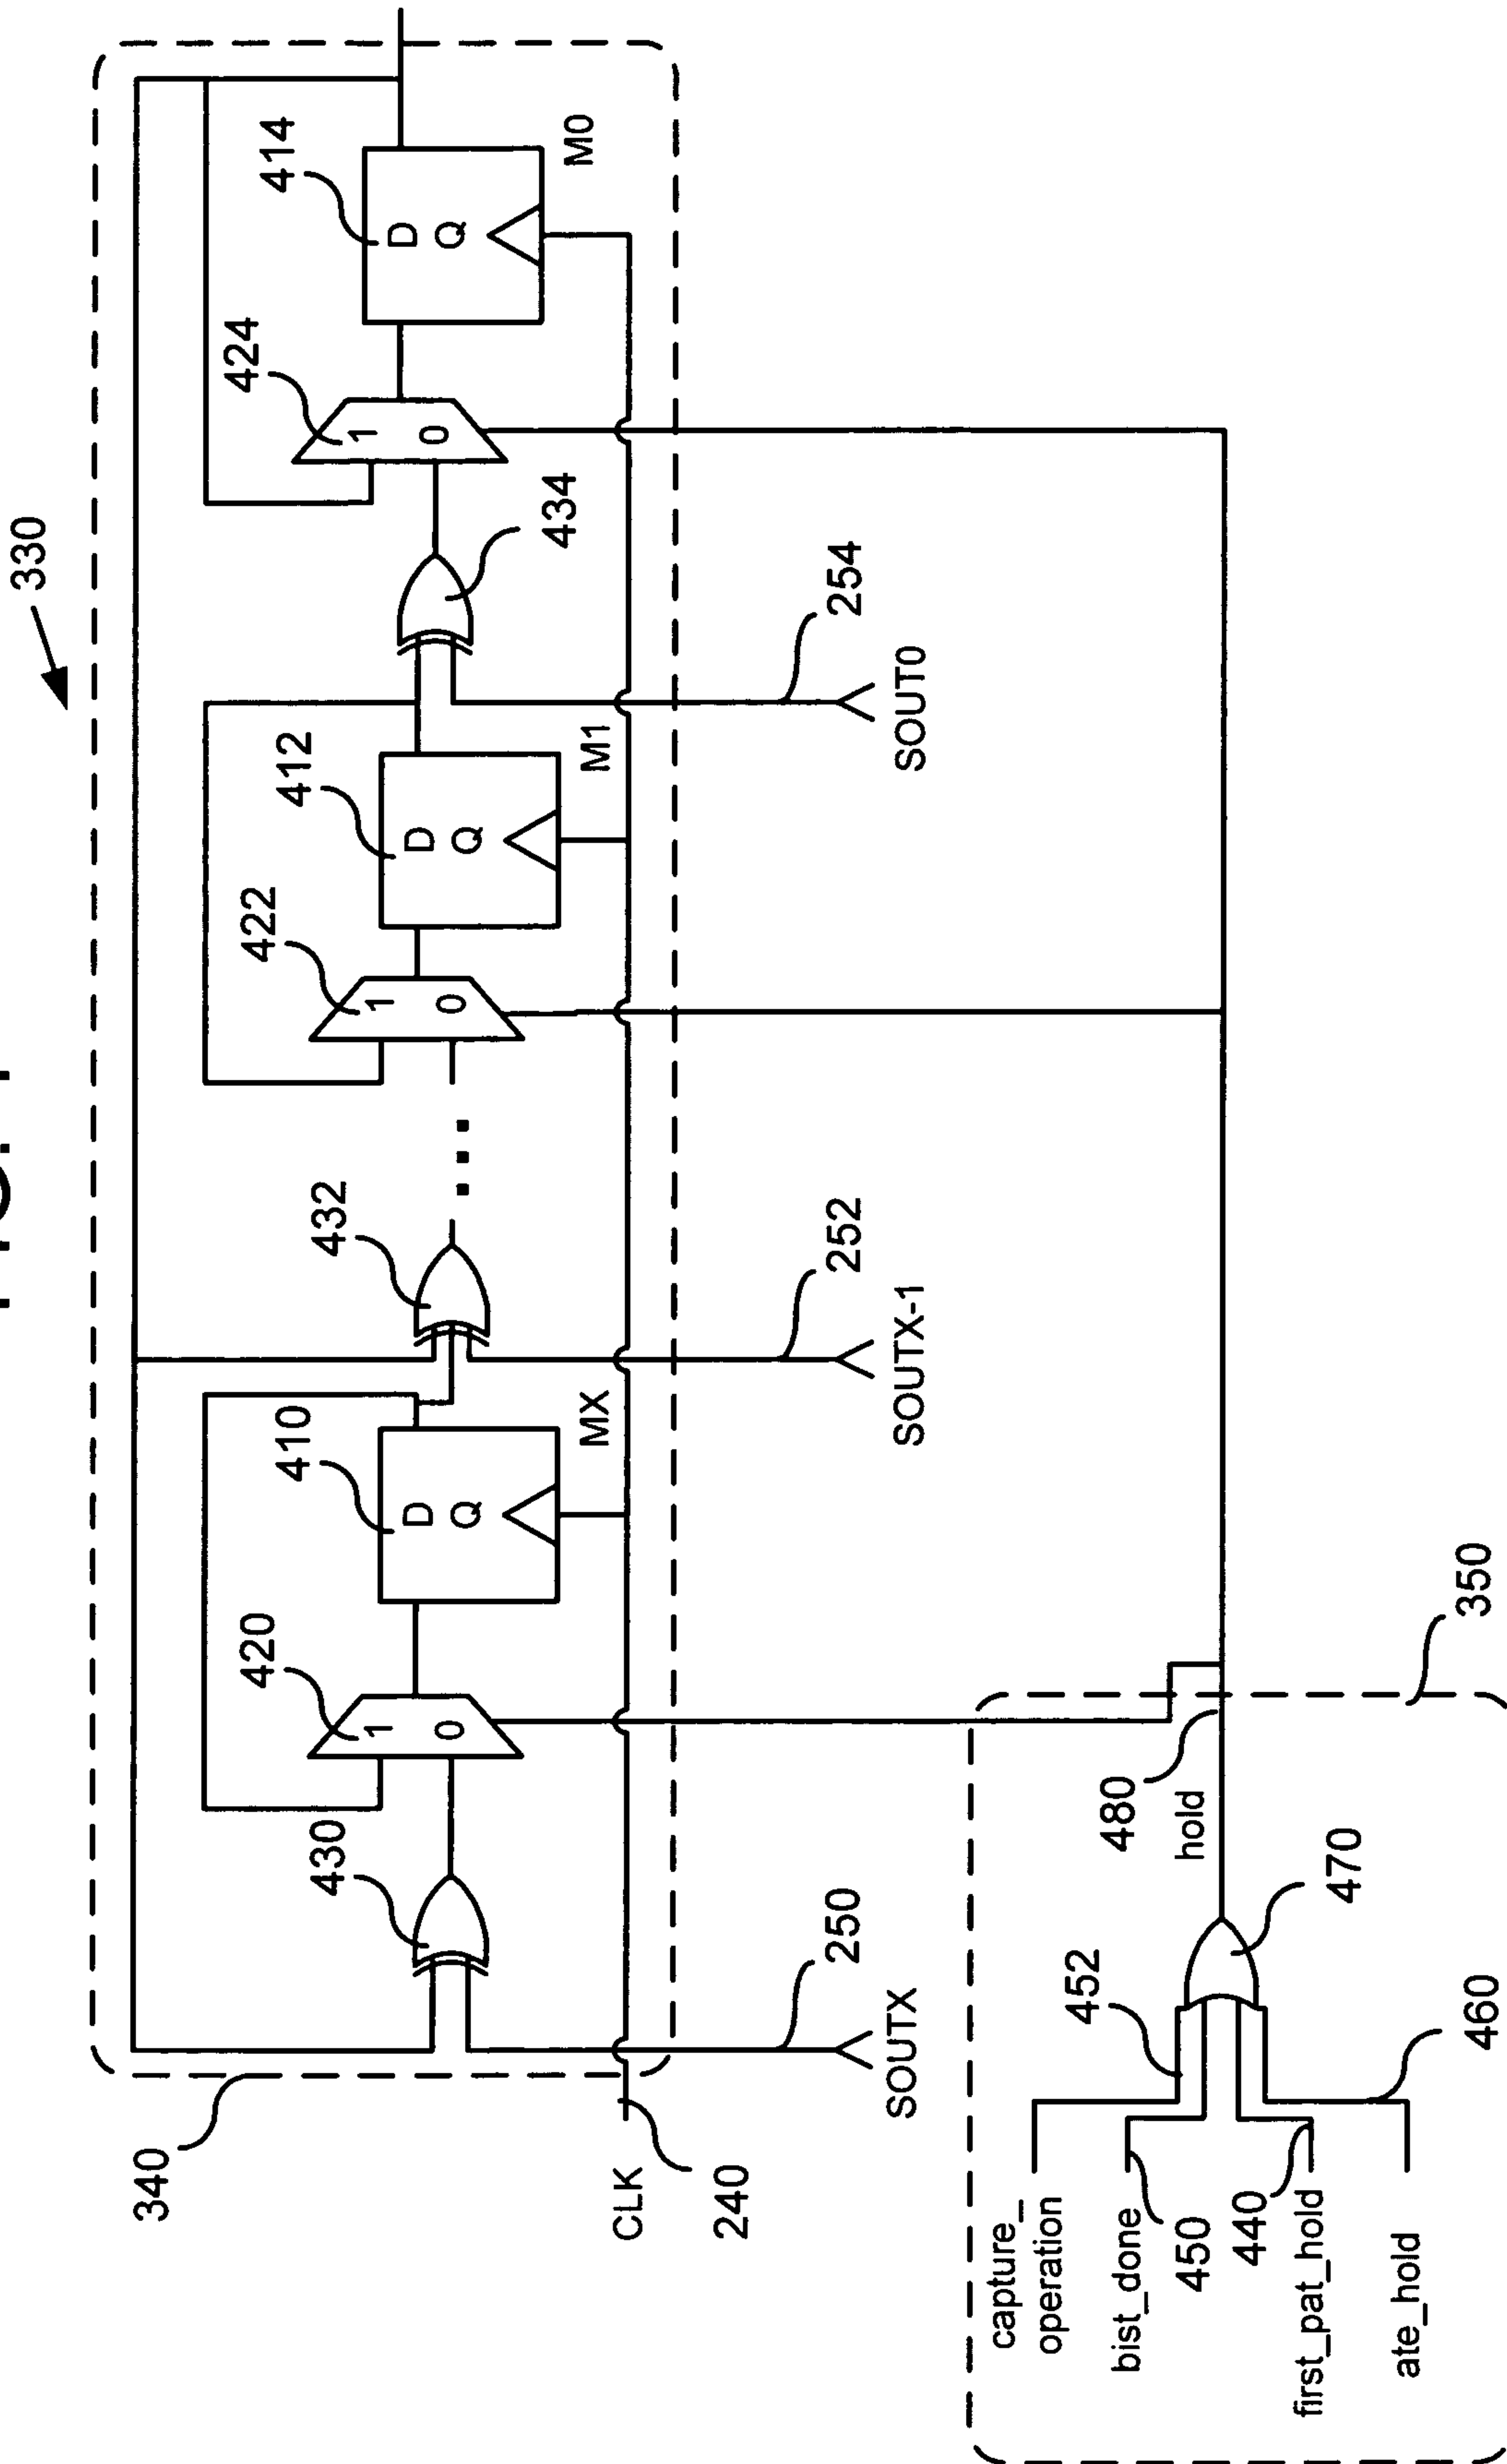 330
340
430
420
410
432
422
412
434
424
414
1
0
D
Q
MX
1
0
D
Q
M1
1
0
D
Q
M0
CLK
240
SOUTX
250
SOUTX-1
252
SOUT0
254
capture_
operation
bist_done
450
440
first_pat_hold
ate_hold
452
460
470
480
hold
350